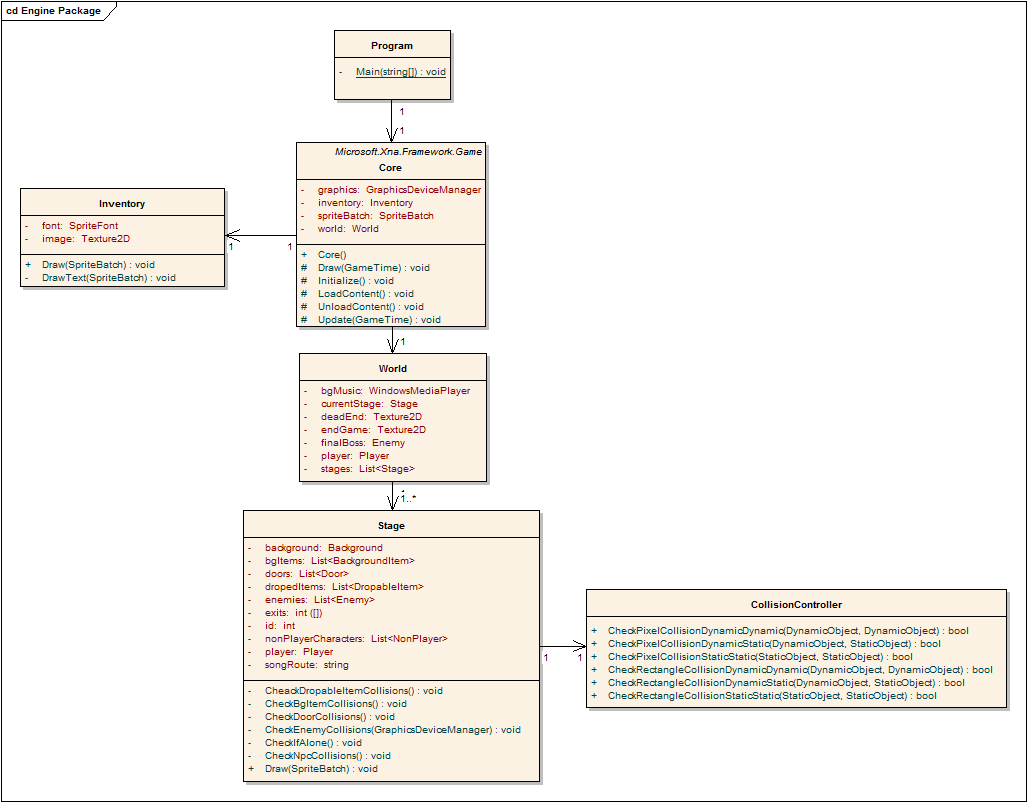 cd Engine Package
Program
- Main(string[]) : void
1
1
Microsoft.Xna.Framework.Game
Core
- graphics: GraphicsDeviceManager
- inventory: Inventory
- spriteBatch: SpriteBatch
- world: World
+ Core()
# Draw(GameTime) : void
# Initialize() : void
# LoadContent() : void
# UnloadContent() : void
# Update(GameTime) : void
Inventory
- font: SpriteFont
- image: Texture2D
+ Draw(SpriteBatch) : void
- DrawText(SpriteBatch) : void
1
1
1
World
- bgMusic: WindowsMediaPlayer
- currentStage: Stage
- deadEnd: Texture2D
- endGame: Texture2D
- finalBoss: Enemy
- player: Player
- stages: List<Stage>
1..*
Stage
- background: Background
- bgItems: List<BackgroundItem>
- doors: List<Door>
- dropedItems: List<DropableItem>
- enemies: List<Enemy>
- exits: int ([])
- id: int
- nonPlayerCharacters: List<NonPlayer>
- player: Player
- songRoute: string
- CheackDropableItemCollisions() : void
- CheckBgItemCollisions() : void
- CheckDoorCollisions() : void
- CheckEnemyCollisions(GraphicsDeviceManager) : void
- CheckIfAlone() : void
- CheckNpcCollisions() : void
+ Draw(SpriteBatch) : void
1
1
CollisionController
+ CheckPixelCollisionDynamicDynamic(DynamicObject, DynamicObject) : bool
+ CheckPixelCollisionDynamicStatic(DynamicObject, StaticObject) : bool
+ CheckPixelCollisionStaticStatic(StaticObject, StaticObject) : bool
+ CheckRectangleCollisionDynamicDynamic(DynamicObject, DynamicObject) : bool
+ CheckRectangleCollisionDynamicStatic(DynamicObject, StaticObject) : bool
+ CheckRectangleCollisionStaticStatic(StaticObject, StaticObject) : bool